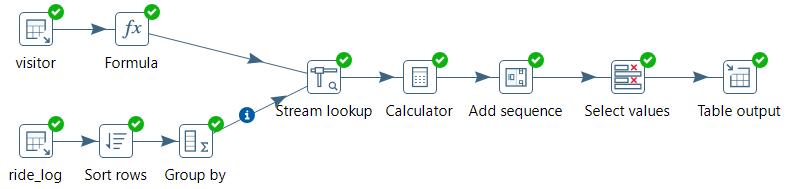 visitor
Formula
Stream lookup
Calculator
Add sequence
Select values
Table output
ride_log
Sort rows
Group by